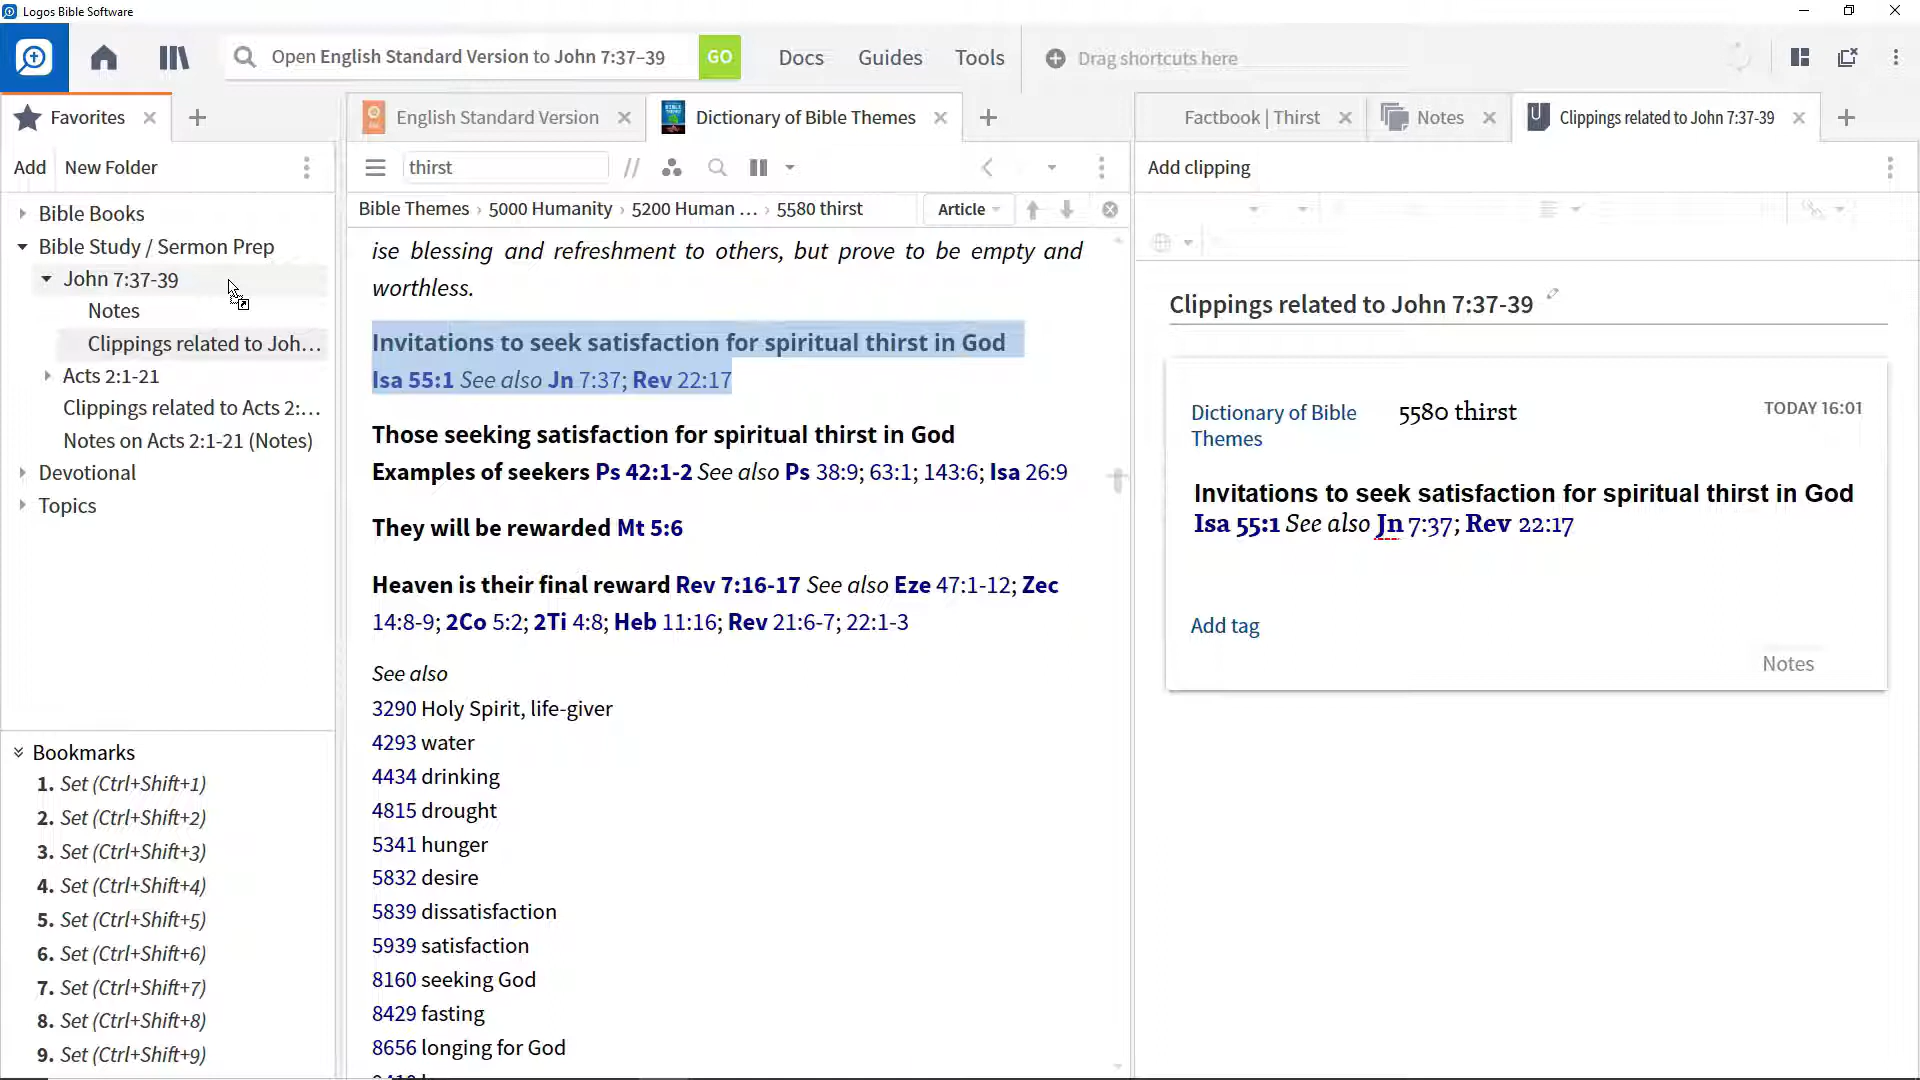 Logos Bible Software
Open English Standard Version to John 7:37–39
GO
Docs
Guides
Tools
Drag shortcuts here
Favorites
English Standard Version
Dictionary of Bible Themes
Factbook | Thirst
Notes
Clippings related to John 7:37-39
Add
New Folder
thirst
Add clipping
Bible Themes › 5000 Humanity › 5200 Human ... › 5580 thirst
Article
Bible Books
Bible Study / Sermon Prep
John 7:37-39
Notes
Clippings related to Joh...
Acts 2:1-21
Clippings related to Acts 2:...
Notes on Acts 2:1-21 (Notes)
Devotional
Topics
Bookmarks
1. Set (Ctrl+Shift+1)
2. Set (Ctrl+Shift+2)
3. Set (Ctrl+Shift+3)
4. Set (Ctrl+Shift+4)
5. Set (Ctrl+Shift+5)
6. Set (Ctrl+Shift+6)
7. Set (Ctrl+Shift+7)
8. Set (Ctrl+Shift+8)
9. Set (Ctrl+Shift+9)
ise blessing and refreshment to others, but prove to be empty and
worthless.
Invitations to seek satisfaction for spiritual thirst in God
Isa 55:1 See also Jn 7:37; Rev 22:17
Those seeking satisfaction for spiritual thirst in God
Examples of seekers Ps 42:1-2 See also Ps 38:9; 63:1; 143:6; Isa 26:9
They will be rewarded Mt 5:6
Heaven is their final reward Rev 7:16-17 See also Eze 47:1-12; Zec
14:8-9; 2Co 5:2; 2Ti 4:8; Heb 11:16; Rev 21:6-7; 22:1-3
See also
3290 Holy Spirit, life-giver
4293 water
4434 drinking
4815 drought
5341 hunger
5832 desire
5839 dissatisfaction
5939 satisfaction
8160 seeking God
8429 fasting
8656 longing for God
Clippings related to John 7:37-39
Dictionary of Bible
Themes
5580 thirst
TODAY 16:01
Invitations to seek satisfaction for spiritual thirst in God
Isa 55:1 See also Jn 7:37; Rev 22:17
Add tag
Notes